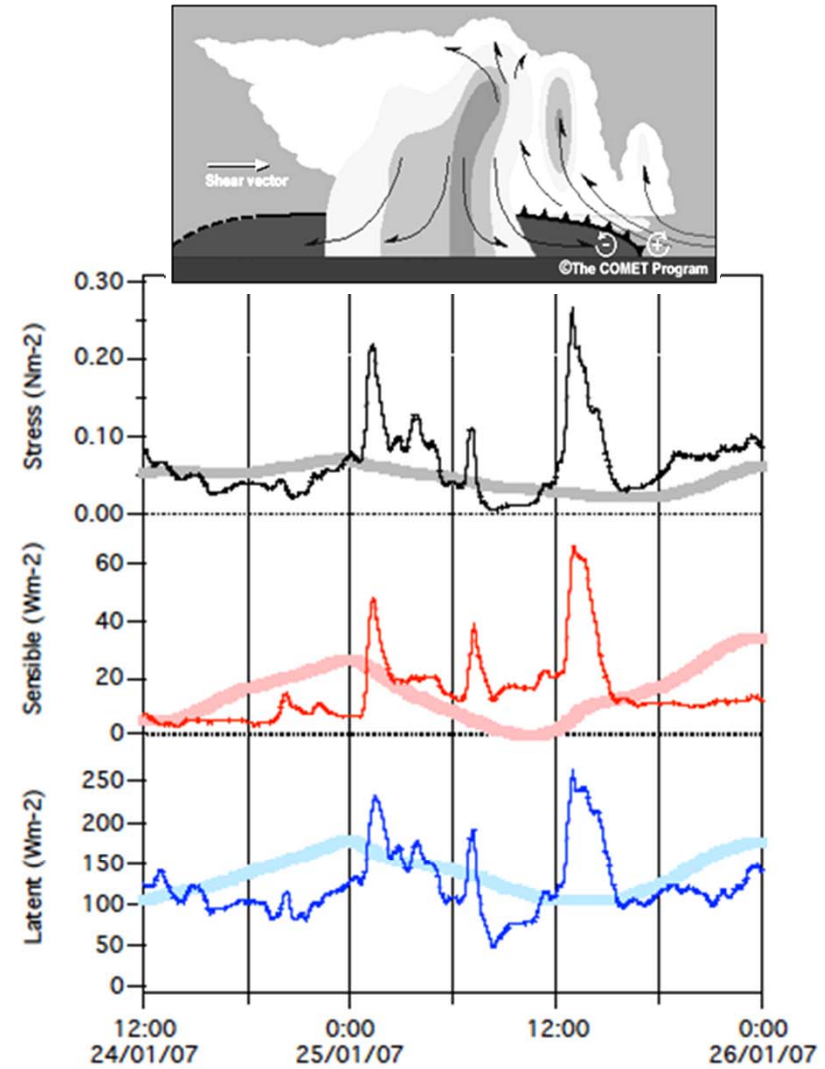 Shear vector
- +
©The COMET Program
Stress (Nm-2)
0.30
0.20
0.10
0.00
Sensible (Wm-2)
60
40
20
0
Latent (Wm-2)
250
200
150
100
50
0
12:00 0:00 12:00 0:00
24/01/07 25/01/07 26/01/07